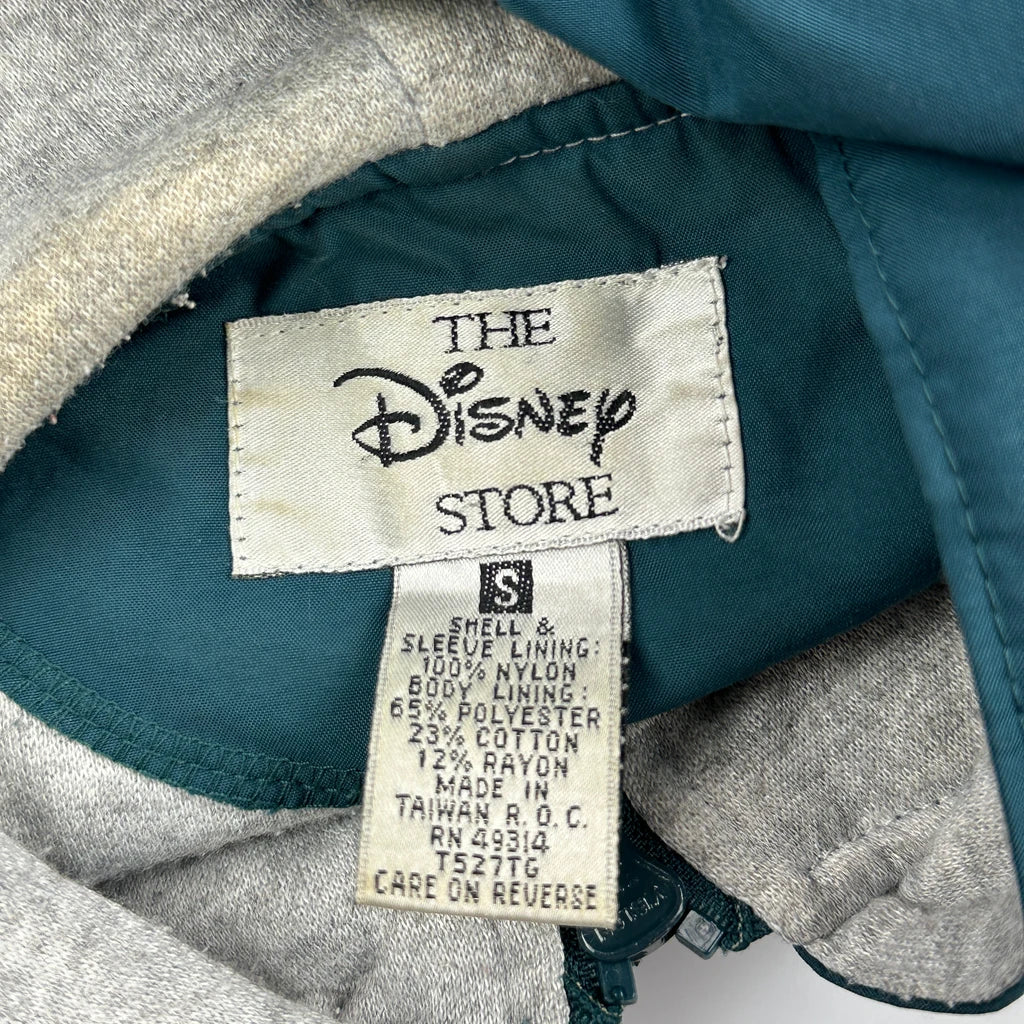 THE
Disney
STORE
S
SHELL &
SLEEVE LINING:
100% NYLON
BODY LINING:
65% POLYESTER
23% COTTON
12% RAYON
MADE IN
TAIWAN R.O.C.
RN 49314
T527TG
CARE ON REVERSE